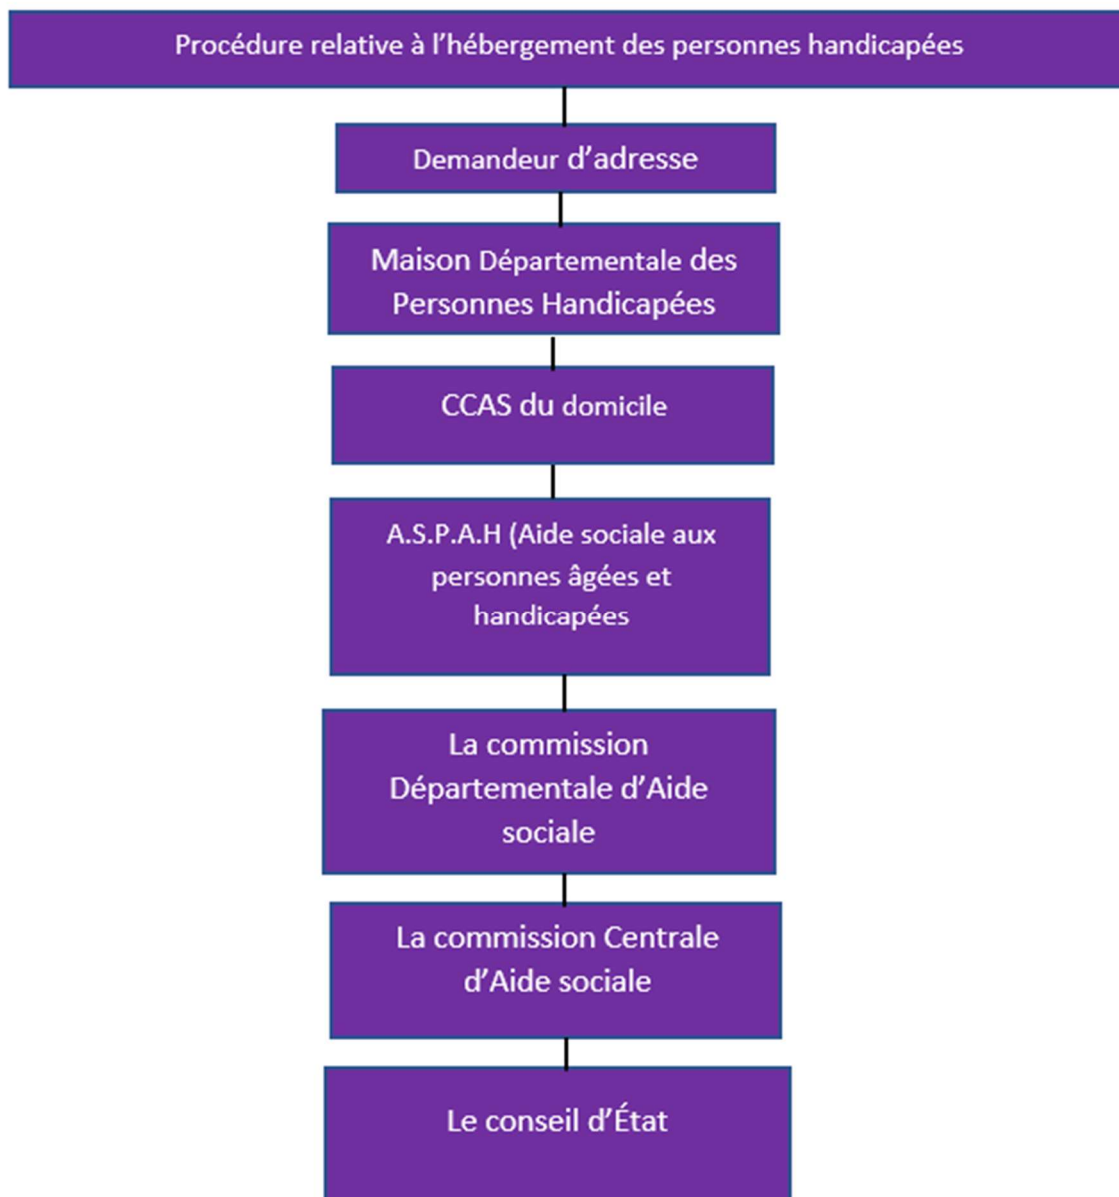 Procédure relative à l’hébergement des personnes handicapées
Demandeur d’adresse
Maison Départementale des
Personnes Handicapées
CCAS du domicile
A.S.P.A.H (Aide sociale aux
personnes âgées et
handicapées
La commission
Départementale d’Aide
sociale
La commission Centrale
d’Aide sociale
Le conseil d’État